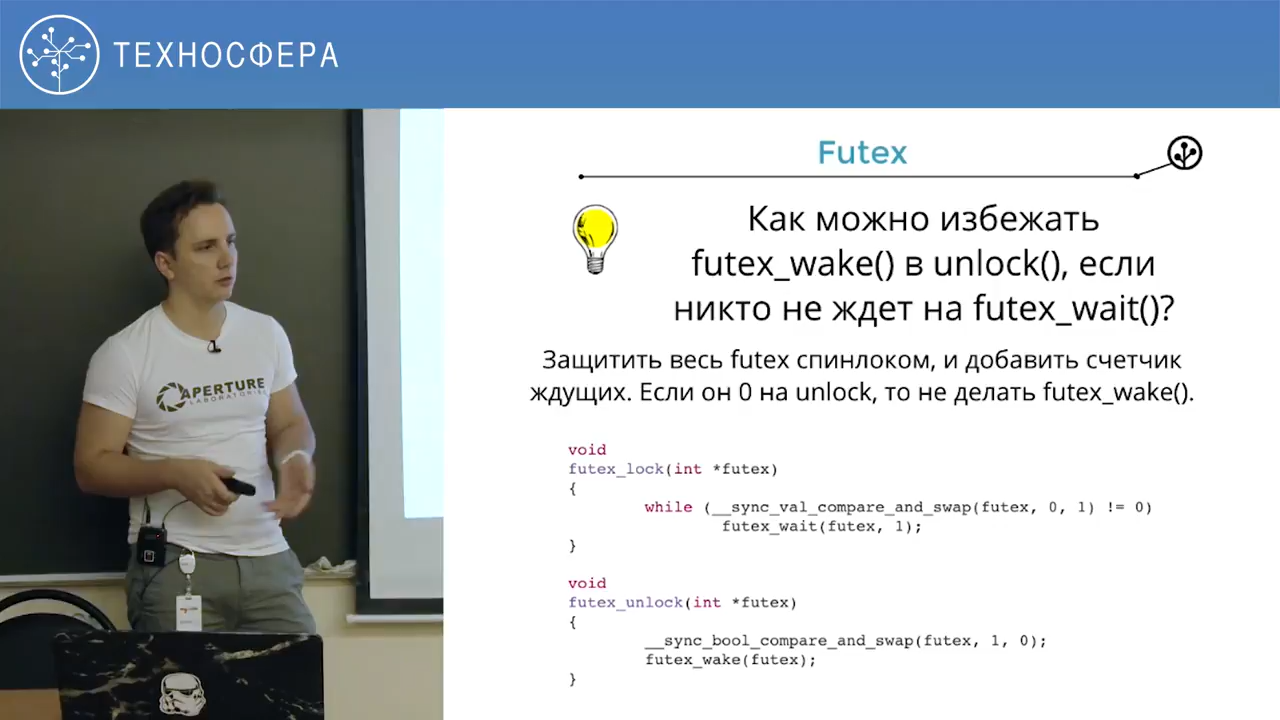 ТЕХНОСФЕРА
Futex
Как можно избежать
futex_wake() в unlock(), если
никто не ждет на futex_wait()?
Защитить весь futex спинлоком, и добавить счетчик
ждущих. Если он 0 на unlock, то не делать futex_wake().
void
futex_lock(int *futex)
{
while (__sync_val_compare_and_swap(futex, 0, 1) != 0)
futex_wait(futex, 1);
}
void
futex_unlock(int *futex)
{
__sync_bool_compare_and_swap(futex, 1, 0);
futex_wake(futex);
}
APERTURE
LABORATORIES